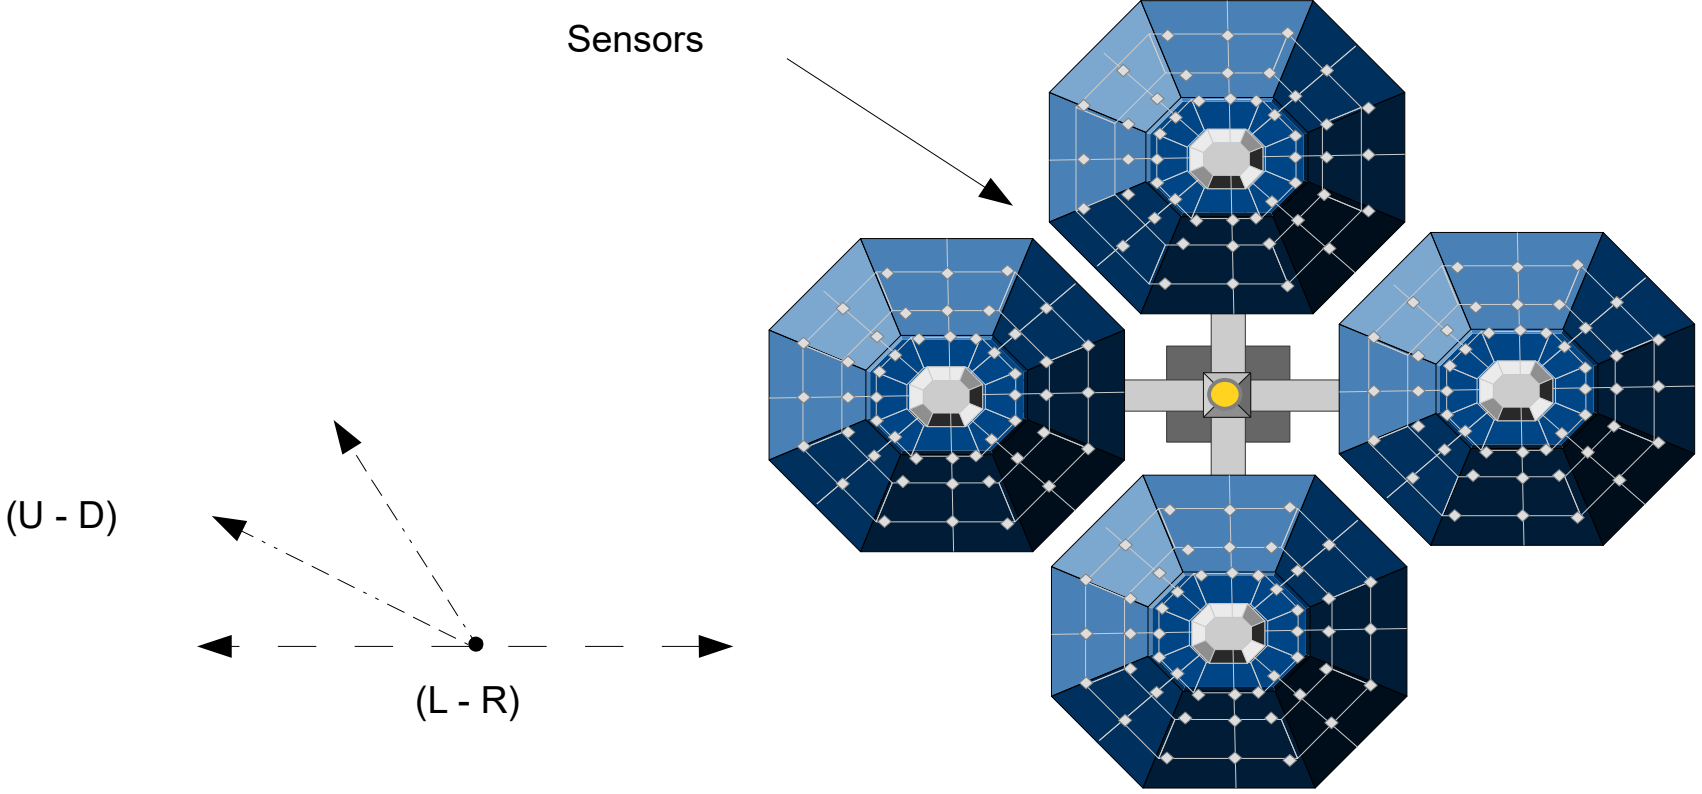 Sensors
(U - D)
(L - R)